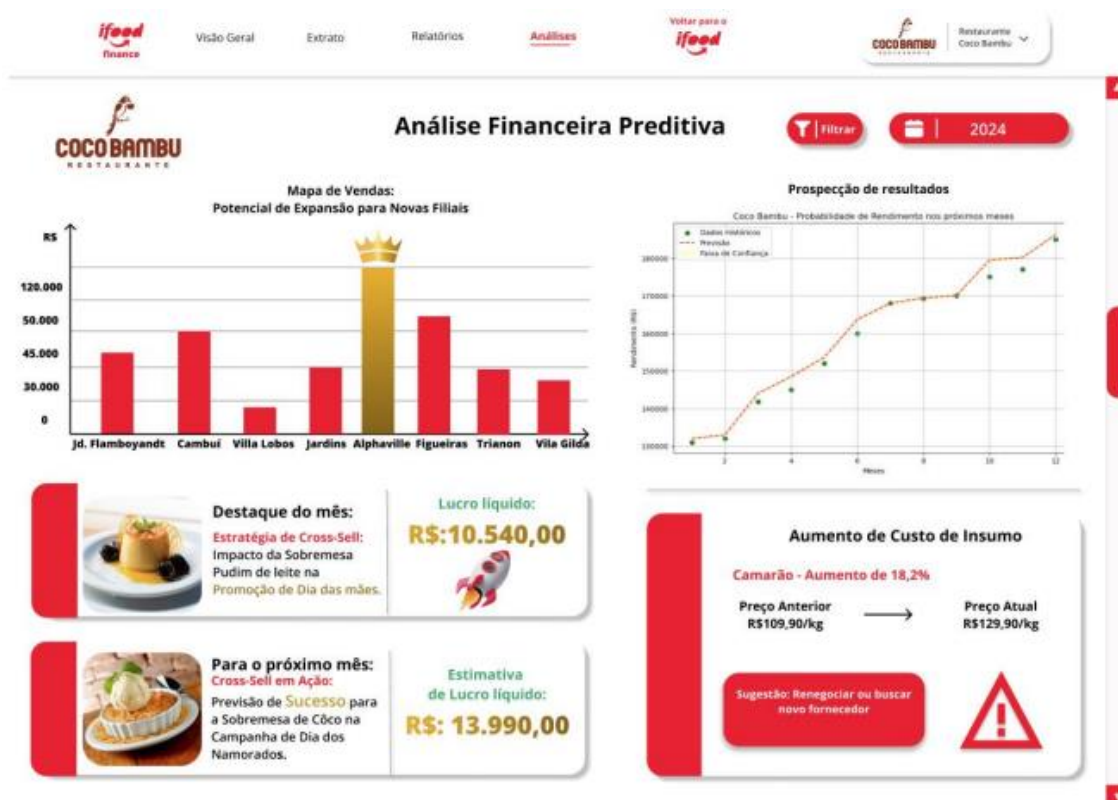 ifood
finance
Visão Geral
Extrato
Relatórios
Análises
Voltar para o
ifood
COCO BAMBU
RESTAURANTE
Restaurante
Coco Bambu
COCO BAMBU
RESTAURANTE
Análise Financeira Preditiva
Filtrar
2024
Mapa de Vendas:
Potencial de Expansão para Novas Filiais
R$
120.000
50.000
45.000
30.000
0
Jd. Flamboyandt
Cambuí
Villa Lobos
Jardins
Alphaville
Figueiras
Trianon
Vila Gilda
Prospecção de resultados
Coco Bambu - Probabilidade de Rendimento nos próximos meses
Dados Históricos
Previsão
Faixa de Confiança
Rendimento (R$)
180000
170000
160000
150000
140000
130000
2
4
6
8
10
12
Meses
Destaque do mês:
Estratégia de Cross-Sell:
Impacto da Sobremesa
Pudim de leite na
Promoção de Dia das mães.
Lucro líquido:
R$:10.540,00
Para o próximo mês:
Cross-Sell em Ação:
Previsão de Sucesso para
a Sobremesa de Côco na
Campanha de Dia dos
Namorados.
Estimativa
de Lucro líquido:
R$: 13.990,00
Aumento de Custo de Insumo
Camarão - Aumento de 18,2%
Preço Anterior
R$109,90/kg
Preço Atual
R$129,90/kg
Sugestão: Renegociar ou buscar
novo fornecedor